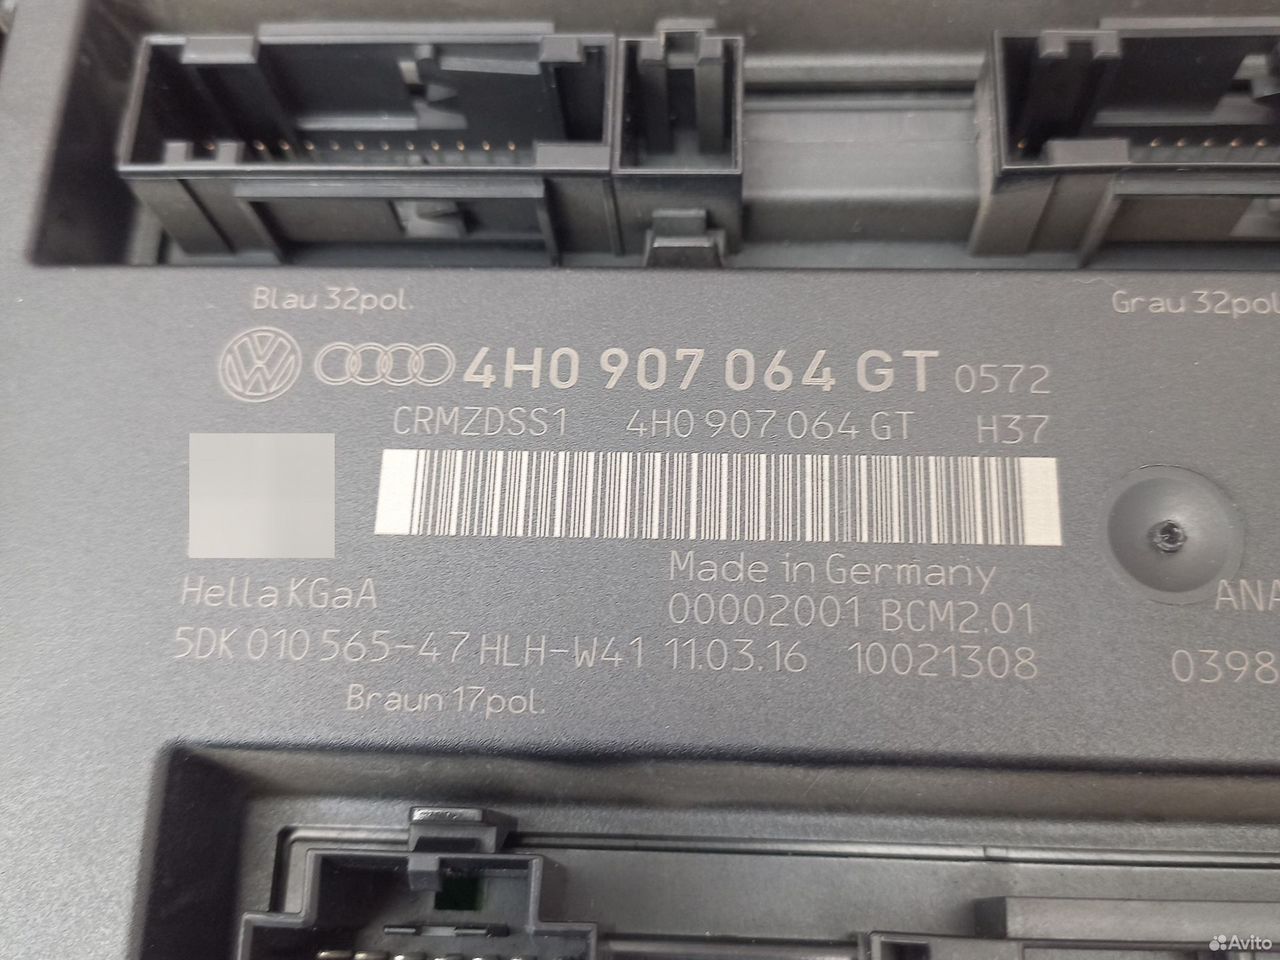 Blau 32pol.
Grau 32pol
4H0 907 064 GT 0572
CRMZDSS1 4H0 907 064 GT H37
Made in Germany
Hella KGaA
00002001 BCM2.01
ANA
5DK 010 565-47 HLH-W41 11.03.16 10021308
0398
Braun 17pol.
Avito